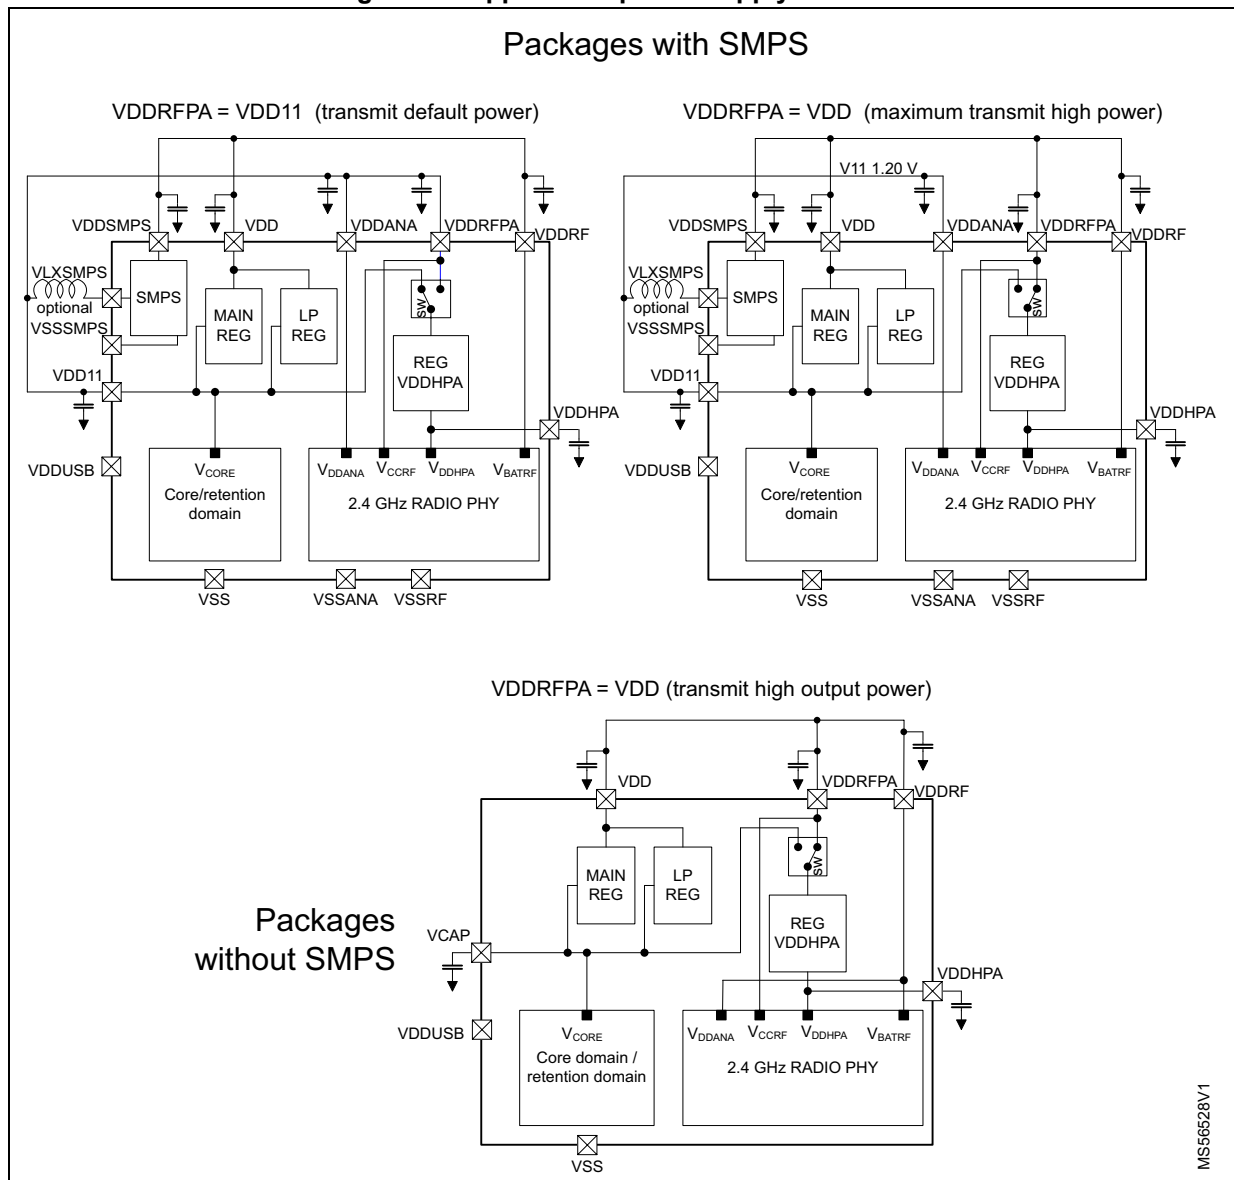 Packages with SMPS
VDDRFPA = VDD11 (transmit default power)
VDDSMPS
VDD
VDDANA
VDDRFPA
VDDRF
VLXSMPS
optional
VSSSMPS
SMPS
MAIN
REG
LP
REG
SW
REG
VDDHPA
VDD11
VDDHPA
VDDUSB
VCORE
Core/retention
domain
VDDANA
VCCRF
VDDHPA
VBATRF
2.4 GHz RADIO PHY
VSS
VSSANA
VSSRF
VDDRFPA = VDD (maximum transmit high power)
V11 1.20 V
VDDSMPS
VDD
VDDANA
VDDRFPA
VDDRF
VLXSMPS
optional
VSSSMPS
SMPS
MAIN
REG
LP
REG
SW
REG
VDDHPA
VDD11
VDDHPA
VDDUSB
VCORE
Core/retention
domain
VDDANA
VCCRF
VDDHPA
VBATRF
2.4 GHz RADIO PHY
VSS
VSSANA
VSSRF
VDDRFPA = VDD (transmit high output power)
VDD
VDDRFPA
VDDRF
MAIN
REG
LP
REG
SW
REG
VDDHPA
Packages
without SMPS
VCAP
VDDHPA
VDDUSB
VCORE
Core domain /
retention domain
VDDANA
VCCRF
VDDHPA
VBATRF
2.4 GHz RADIO PHY
VSS
MS56528V1